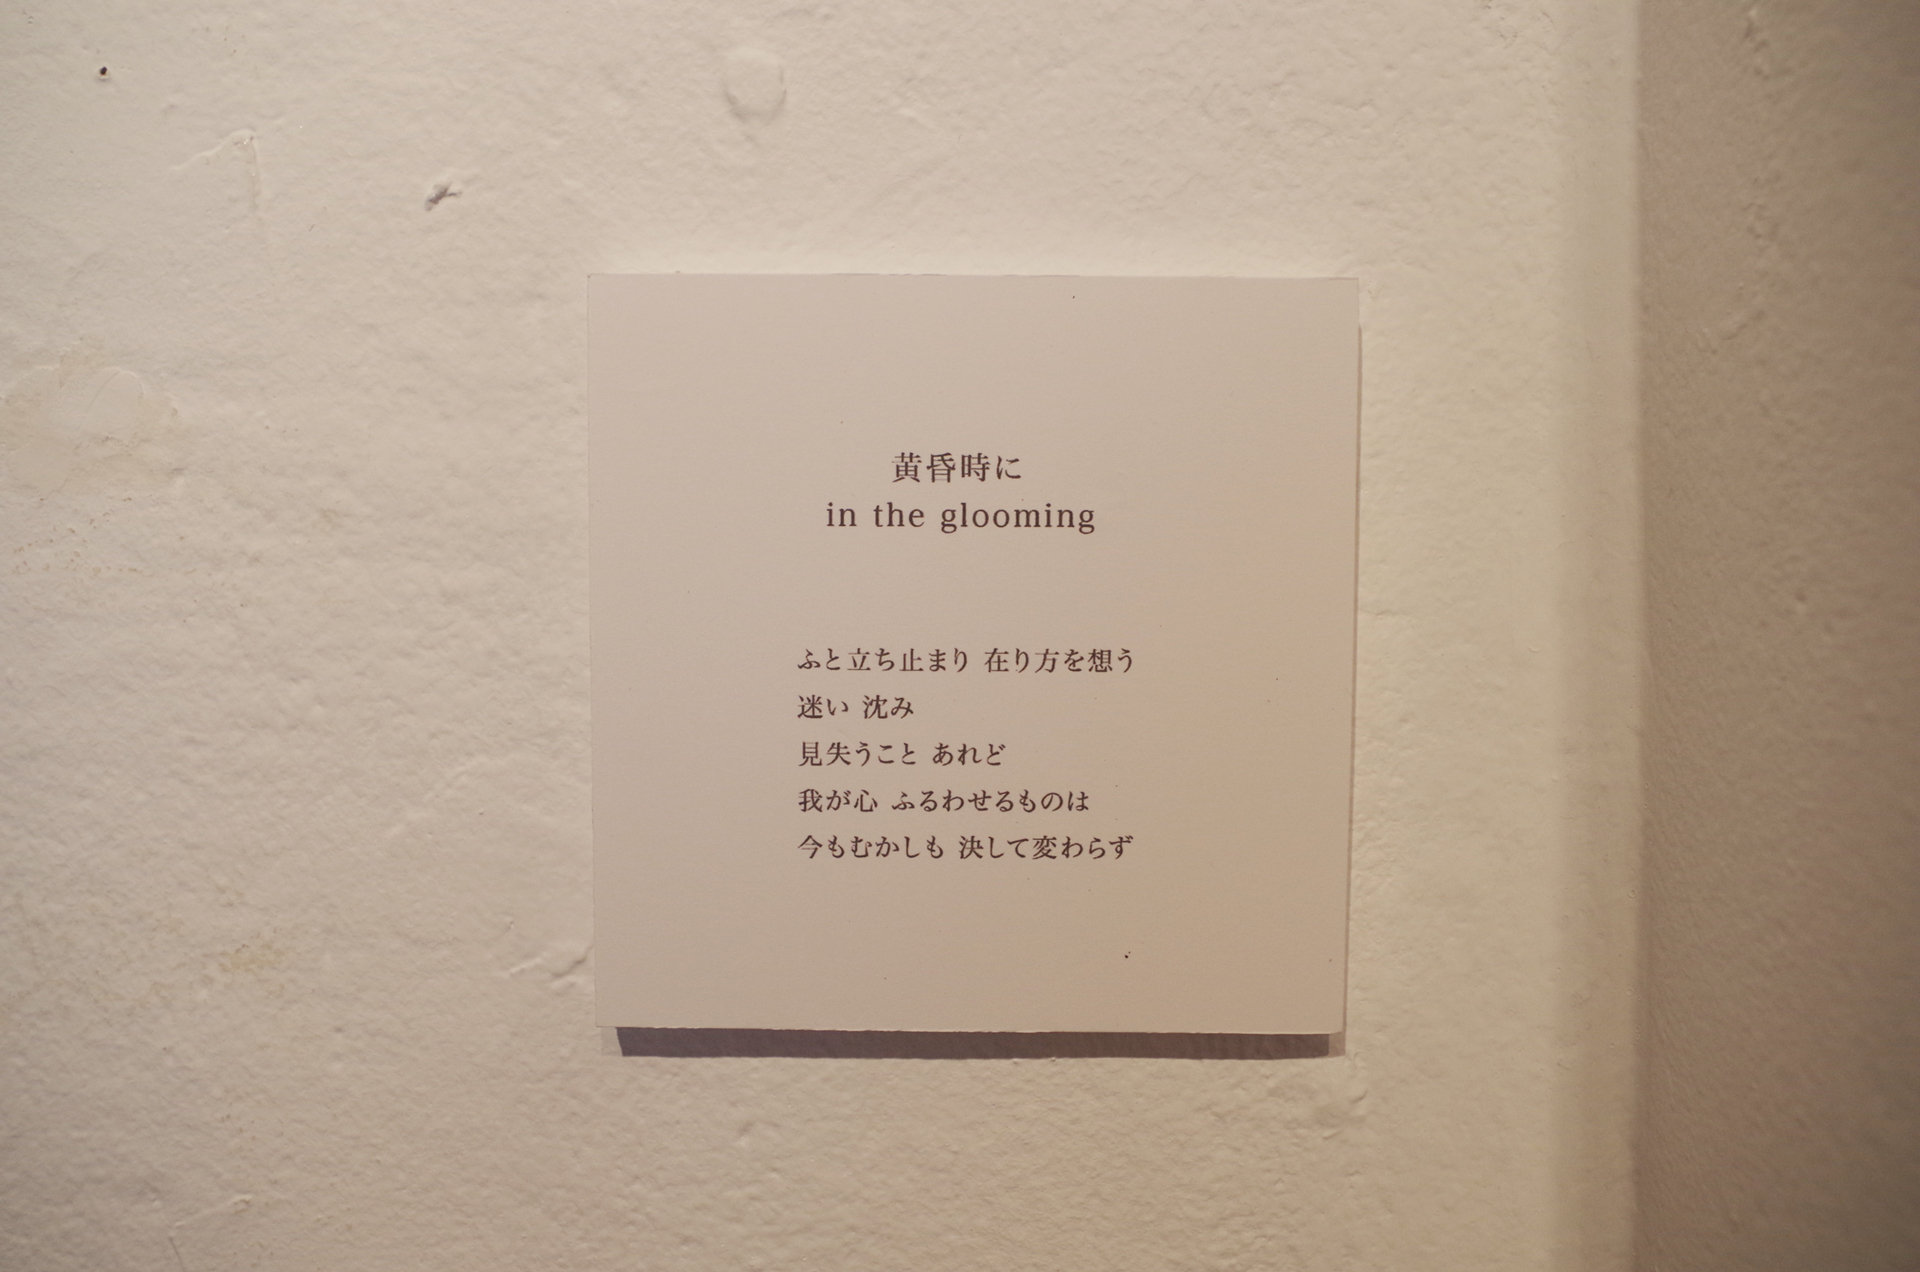 黄昏時に
in the glooming
ふと立ち止まり 在り方を想う
迷い 沈み
見失うこと あれど
我が心 ふるわせるものは
今もむかしも 決して変わらず